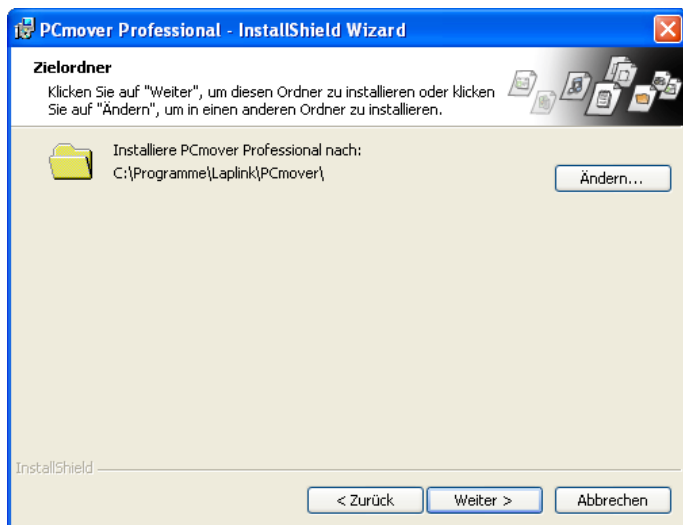 PCmover Professional - InstallShield Wizard
Zielordner
Klicken Sie auf "Weiter", um diesen Ordner zu installieren oder klicken
Sie auf "Ändern", um in einen anderen Ordner zu installieren.
Installiere PCmover Professional nach:
C:\Programme\Laplink\PCmover\
Ändern...
InstallShield
< Zurück
Weiter >
Abbrechen